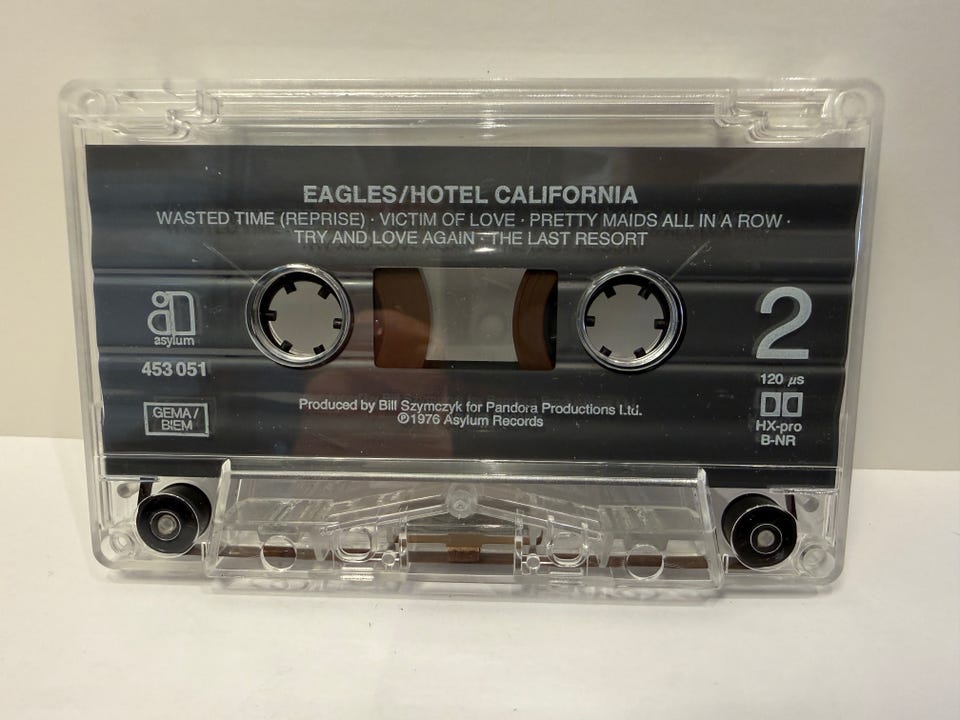 EAGLES/HOTEL CALIFORNIA
WASTED TIME (REPRISE) · VICTIM OF LOVE · PRETTY MAIDS ALL IN A ROW ·
TRY AND LOVE AGAIN · THE LAST RESORT
asylum
453 051
GEMA/
BIEM
2
120 µs
HX-pro
B-NR
Produced by Bill Szymczyk for Pandora Productions Ltd.
℗1976 Asylum Records